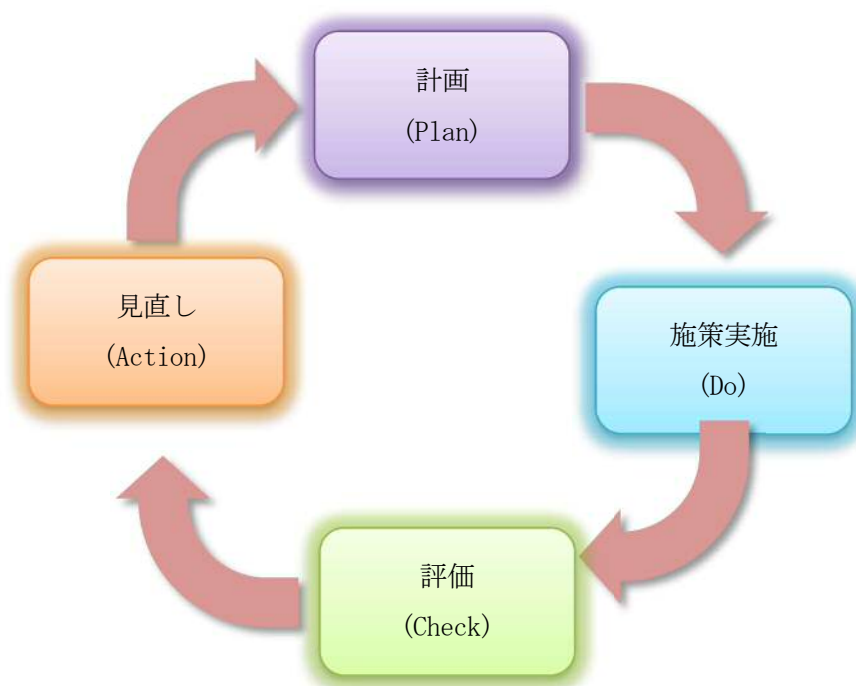 計画
(Plan)
施策実施
(Do)
評価
(Check)
見直し
(Action)